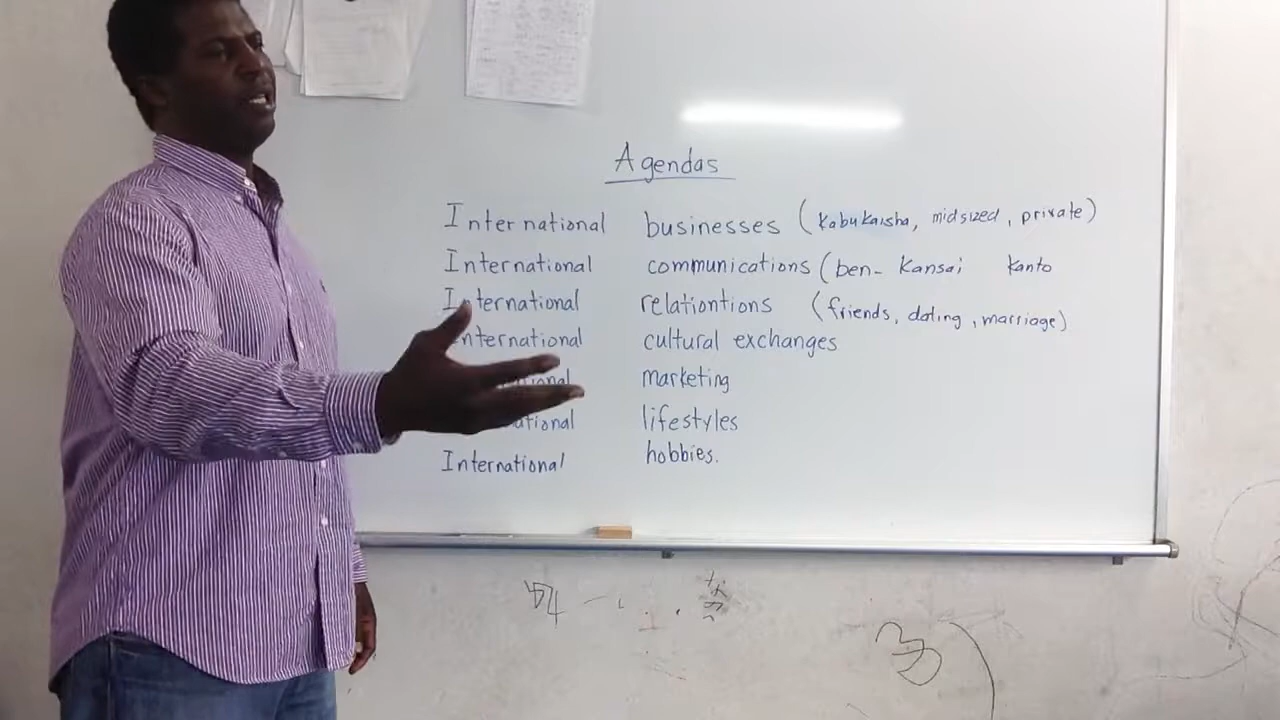 Agendas
International businesses (kabukaisha, midsized, private)
International communications (ben- Kansai Kanto
International relationtions (friends, dating, marriage)
International cultural exchanges
marketing
lifestyles
International hobbies.